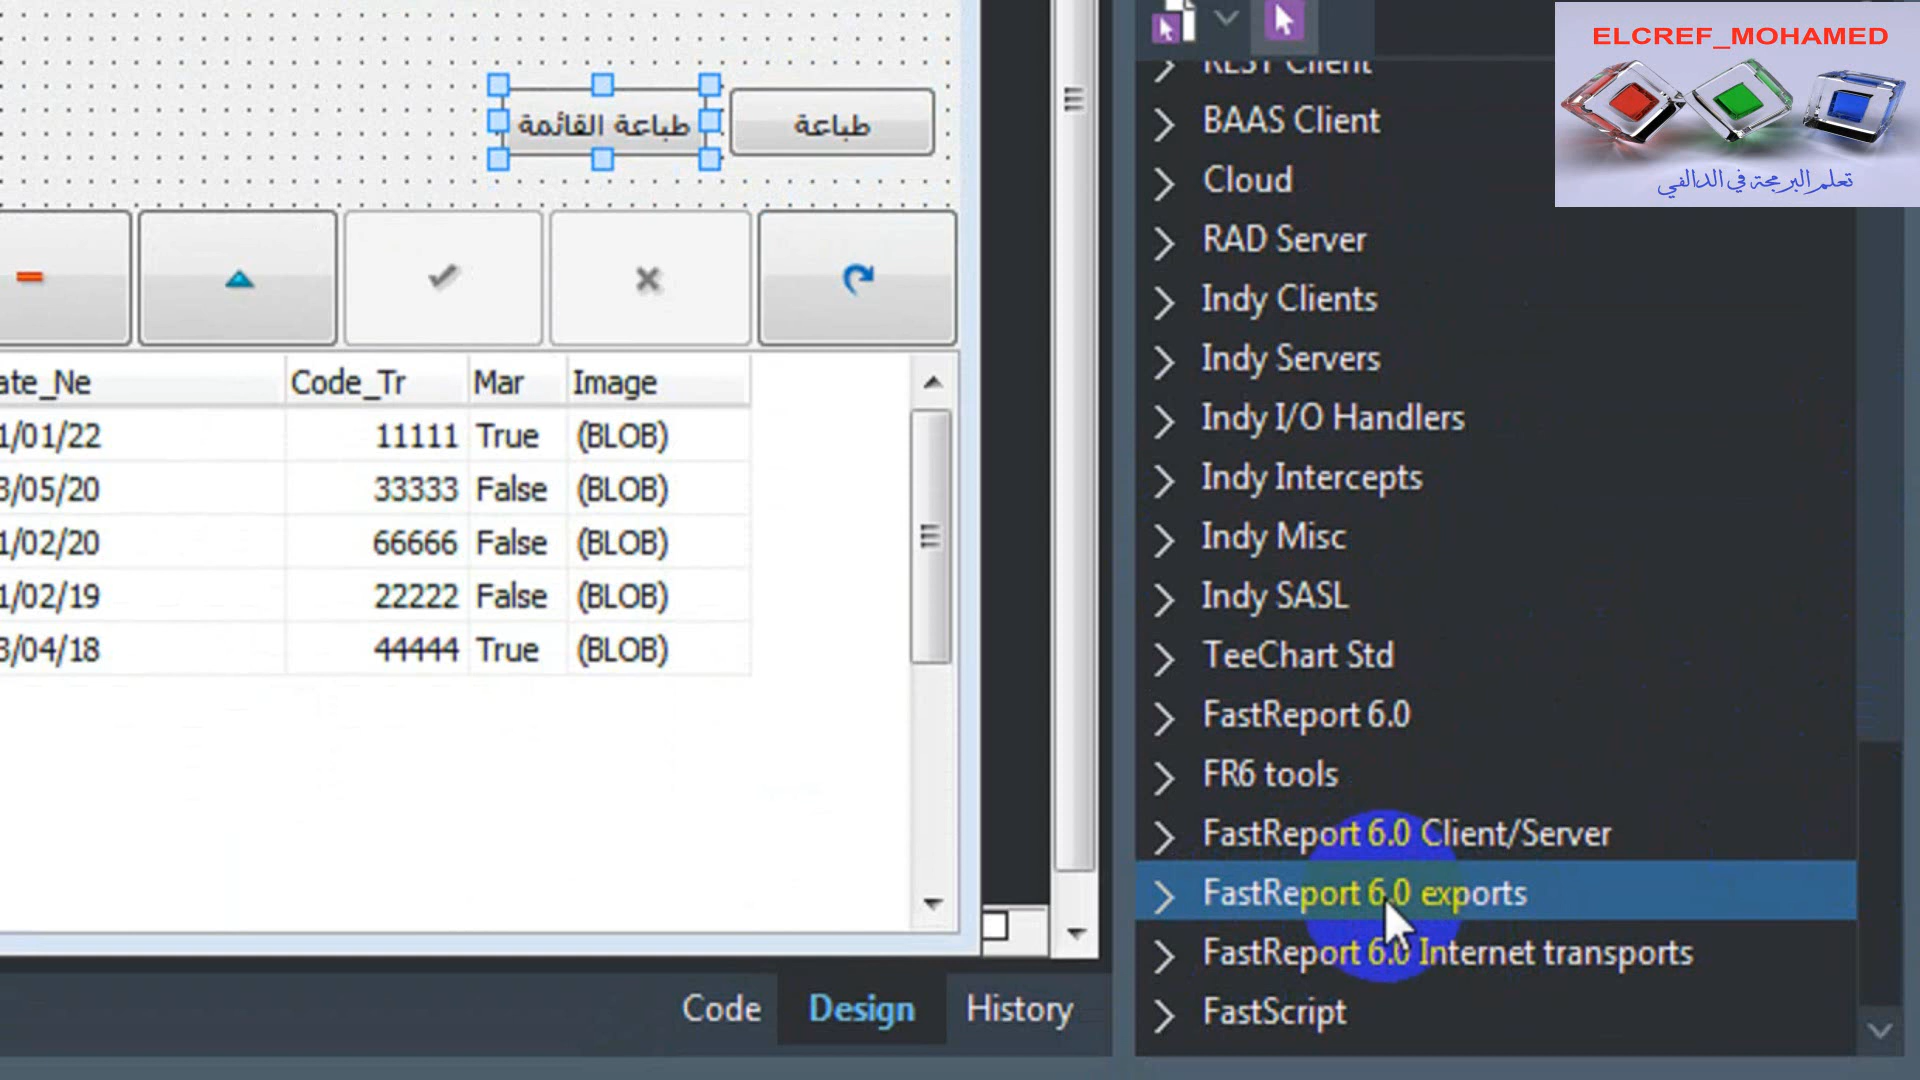 ELCREF_MOHAMED
تعلم البرمجة في الدالفي
طباعة القائمة
طباعة
ate_Ne Code_Tr Mar Image
1/01/22 11111 True (BLOB)
3/05/20 33333 False (BLOB)
1/02/20 66666 False (BLOB)
1/02/19 22222 False (BLOB)
3/04/18 44444 True (BLOB)
Code Design History
REST Client
BAAS Client
Cloud
RAD Server
Indy Clients
Indy Servers
Indy I/O Handlers
Indy Intercepts
Indy Misc
Indy SASL
TeeChart Std
FastReport 6.0
FR6 tools
FastReport 6.0 Client/Server
FastReport 6.0 exports
FastReport 6.0 Internet transports
FastScript